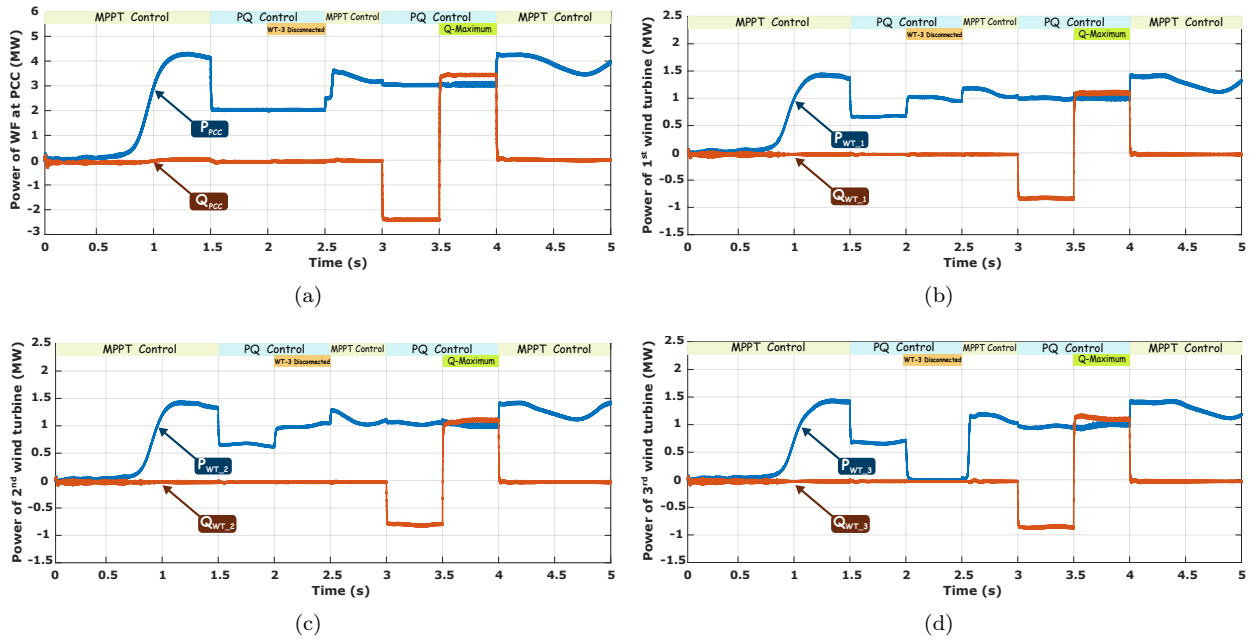 MPPT Control PQ Control MPPT Control PQ Control MPPT Control
WT-3 Disconnected Q-Maximum
Power of WF at PCC (MW)
6
5
4
3
2
1
0
-1
-2
-3
P_PCC
Q_PCC
0 0.5 1 1.5 2 2.5 3 3.5 4 4.5 5
Time (s)
(a)
MPPT Control PQ Control MPPT Control PQ Control MPPT Control
WT-3 Disconnected Q-Maximum
Power of 1st wind turbine (MW)
2.5
2
1.5
1
0.5
0
-0.5
-1
-1.5
P_WT_1
Q_WT_1
0 0.5 1 1.5 2 2.5 3 3.5 4 4.5 5
Time (s)
(b)
MPPT Control PQ Control MPPT Control PQ Control MPPT Control
WT-3 Disconnected Q-Maximum
Power of 2nd wind turbine (MW)
2.5
2
1.5
1
0.5
0
-0.5
-1
-1.5
P_WT_2
Q_WT_2
0 0.5 1 1.5 2 2.5 3 3.5 4 4.5 5
Time (s)
(c)
MPPT Control PQ Control MPPT Control PQ Control MPPT Control
WT-3 Disconnected Q-Maximum
Power of 3rd wind turbine (MW)
2.5
2
1.5
1
0.5
0
-0.5
-1
-1.5
P_WT_3
Q_WT_3
0 0.5 1 1.5 2 2.5 3 3.5 4 4.5 5
Time (s)
(d)